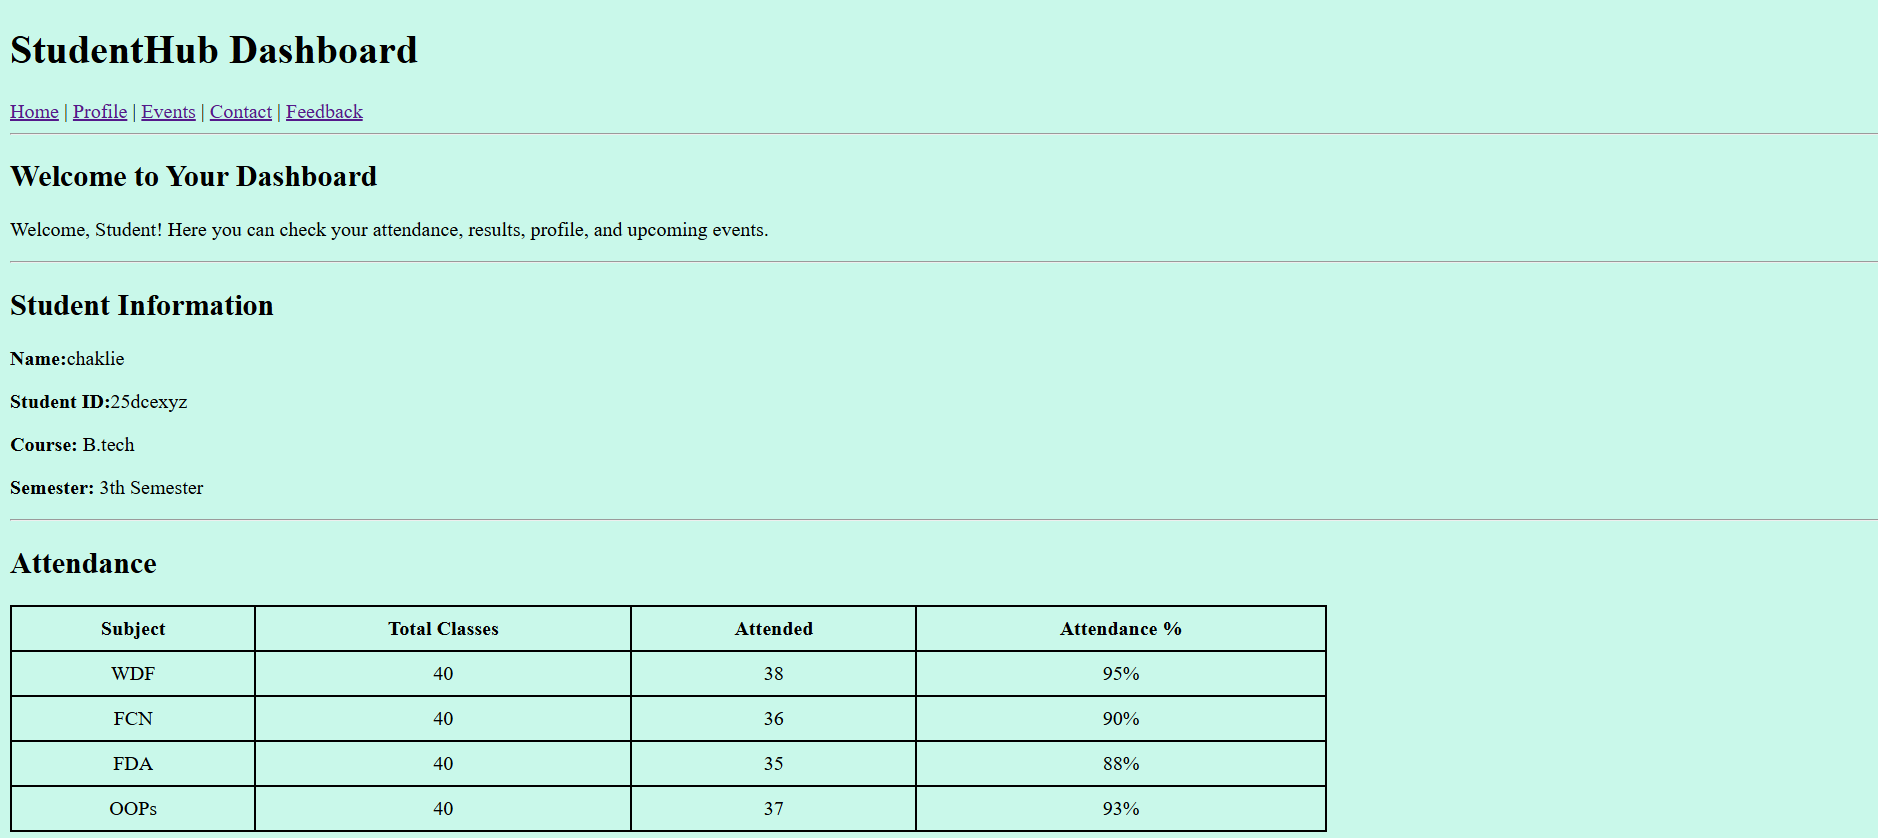 StudentHub Dashboard
Home | Profile | Events | Contact | Feedback
Welcome to Your Dashboard
Welcome, Student! Here you can check your attendance, results, profile, and upcoming events.
Student Information
Name:chaklie
Student ID:25dcexyz
Course: B.tech
Semester: 3th Semester
Attendance
Subject Total Classes Attended Attendance %
WDF 40 38 95%
FCN 40 36 90%
FDA 40 35 88%
OOPs 40 37 93%